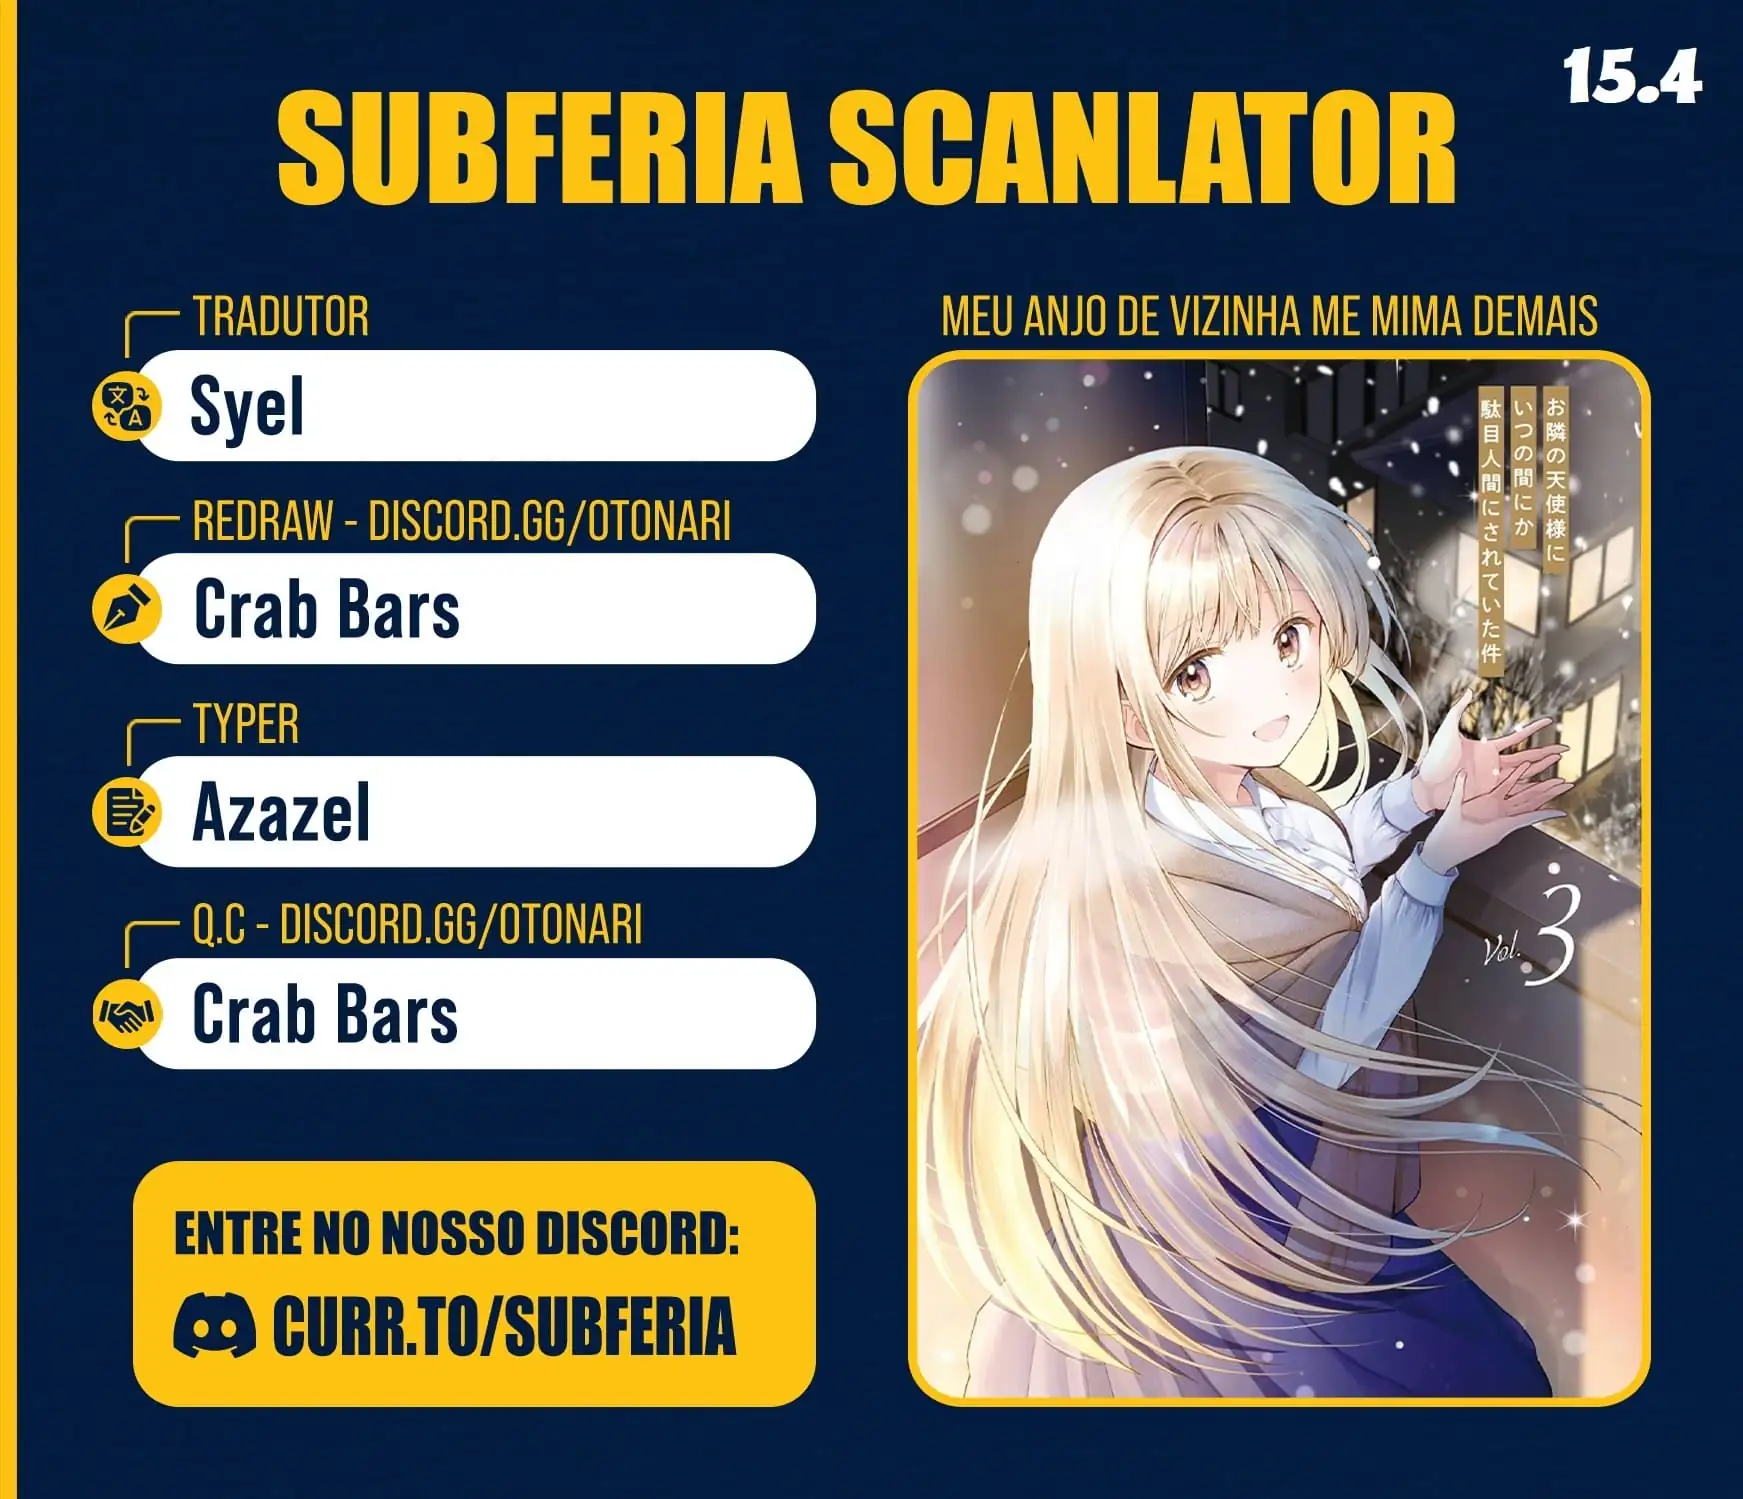 15.4
SUBFERIA SCANLATOR
TRADUTOR
Syel
REDRAW - DISCORD.GG/OTONARI
Crab Bars
TYPER
Azazel
Q.C - DISCORD.GG/OTONARI
Crab Bars
ENTRE NO NOSSO DISCORD:
CURR.TO/SUBFERIA
MEU ANJO DE VIZINHA ME MIMA DEMAIS
お隣の天使様に
いつの間にか
駄目人間にされていた件
Vol. 3